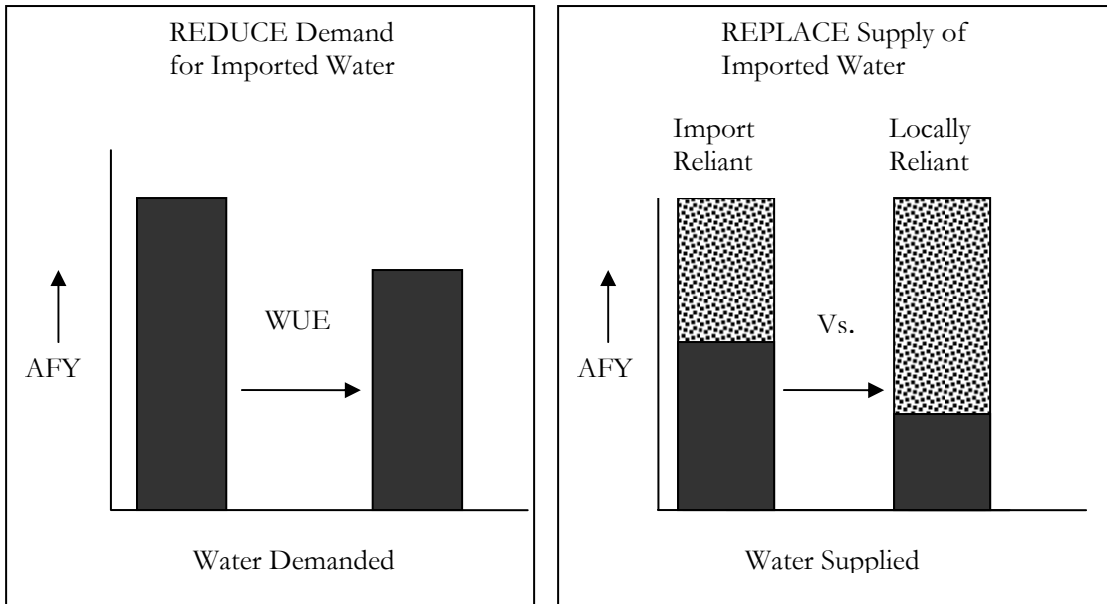 REDUCE Demand
for Imported Water
WUE
AFY
Water Demanded
REPLACE Supply of
Imported Water
Import
Reliant
Locally
Reliant
Vs.
AFY
Water Supplied